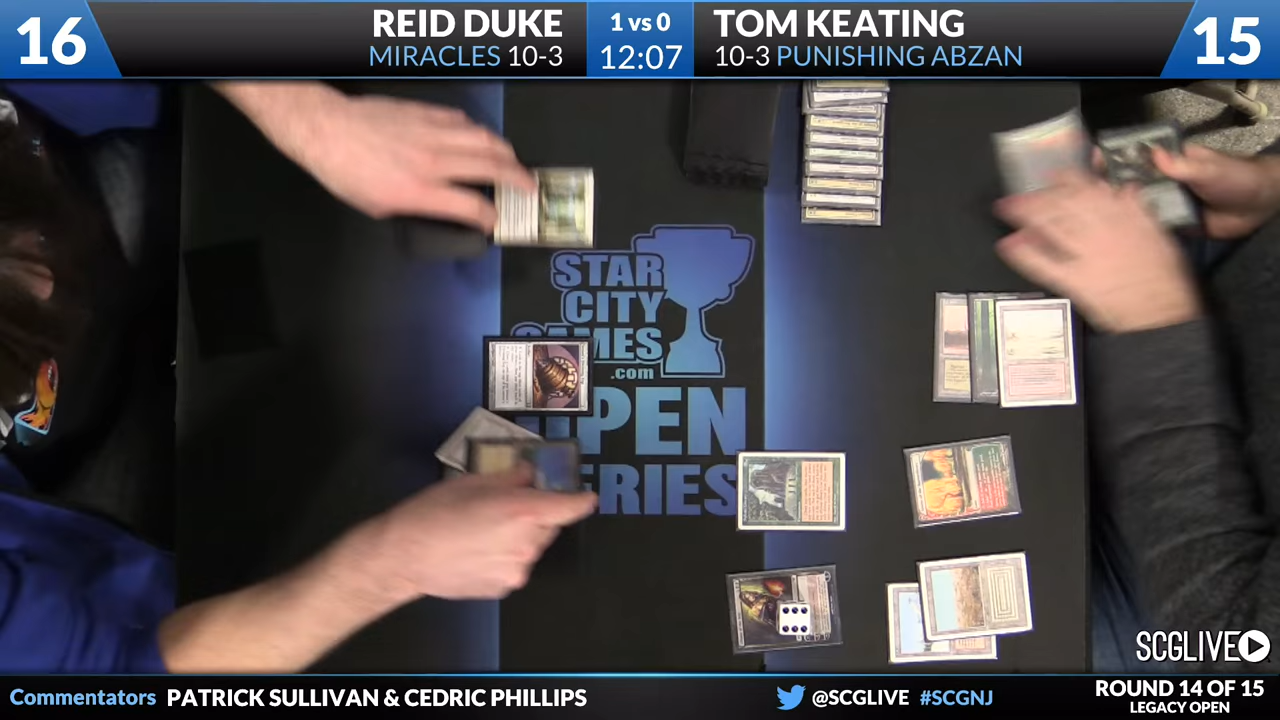 16
REID DUKE
MIRACLES 10-3
1 vs 0
12:07
TOM KEATING
10-3 PUNISHING ABZAN
15
STAR
CITY
GAMES
.com
OPEN
SERIES
SCGLIVE
Commentators PATRICK SULLIVAN & CEDRIC PHILLIPS
@SCGLIVE #SCGNJ
ROUND 14 OF 15
LEGACY OPEN